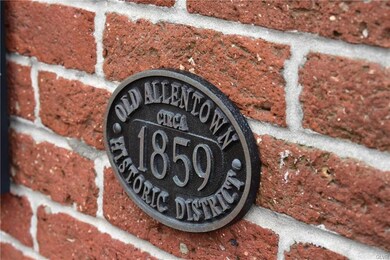 OLD ALLENTOWN
CIRCA
1859
HISTORIC DISTRICT